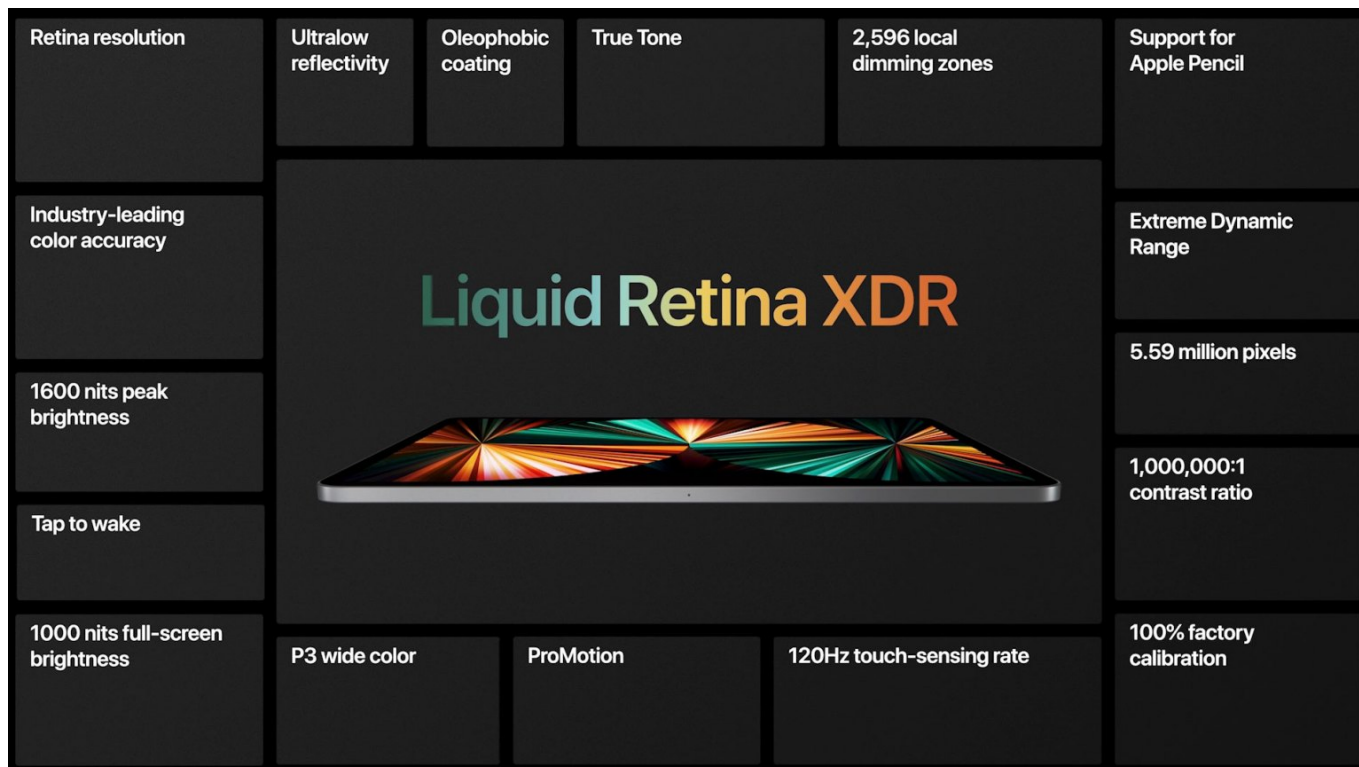 Retina resolution
Ultralow
reflectivity
Oleophobic
coating
True Tone
2,596 local
dimming zones
Support for
Apple Pencil
Industry-leading
color accuracy
Liquid Retina XDR
Extreme Dynamic
Range
5.59 million pixels
1600 nits peak
brightness
1,000,000:1
contrast ratio
Tap to wake
1000 nits full-screen
brightness
P3 wide color
ProMotion
120Hz touch-sensing rate
100% factory
calibration